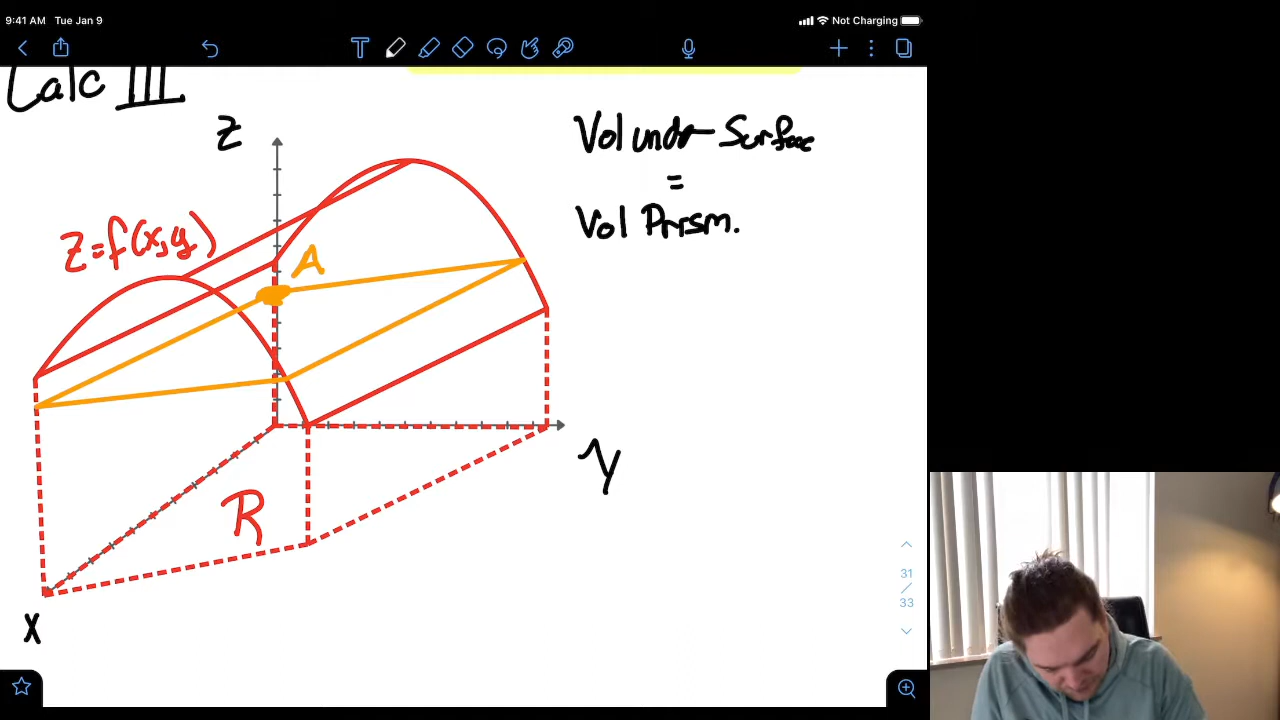 9:41 AM Tue Jan 9
Not Charging
T
Calc III
Z
Vol under Surface
=
Vol Prism.
z=f(x,y)
A
y
R
31
/
33
X